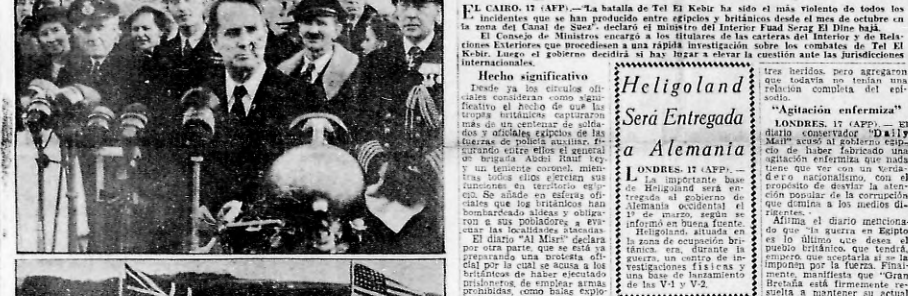 EL CAIRO, 17 (AFP).—"La batalla de Tel El Kebir ha sido el más violento de todos los
incidentes que se han producido entre egipcios y británicos desde el mes de octubre en
la zona del Canal de Suez", declaró el ministro del Interior Fuad Serag El Dine bajá.
El Consejo de Ministros encargó a los titulares de las carteras del Interior y de Rela-
ciones Exteriores que procediesen a una rápida investigación sobre los combates de Tel El
Kebir. Luego el gobierno decidirá si hay lugar a elevar la cuestión ante las jurisdicciones
internacionales.
Hecho significativo
Desde ya los círculos ofi-
ciales consideran como signi-
ficativo el hecho de que las
tropas británicas capturaron
más de un centenar de solda-
dos y oficiales egipcios de las
fuerzas de policía auxiliar, fi-
gurando entre ellos el general
de brigada Abdel Rauf bey
y un teniente coronel, mien-
tras todos ellos ejercían sus
funciones en territorio egip-
cio. Se añade en esferas ofi-
ciales que los británicos han
bombardeado aldeas y obliga-
ron a sus pobladores a eva-
cuar las localidades atacadas.
El diario "Al Misri" declara
por otra parte, que se está ya
preparando una protesta ofi-
cial por la cual se acusa a los
británicos de haber ejecutado
prisioneros, de emplear armas
prohibidas, como balas explo-
Heligoland
Será Entregada
a Alemania
LONDRES, 17 (AFP). —
La importante base
de Heligoland será en-
tregada al gobierno de
Alemania occidental el
1º de marzo, según se
informó en buena fuente.
Heligoland, situada en
la zona de ocupación bri-
tánica, era, durante la
guerra, un centro de in-
vestigaciones físicas y
una base de lanzamiento
de las V-1 y V-2.
tres heridos, pero agregaron
que todavía no tenían una
relación completa del epi-
sodio.
"Agitación enfermiza"
LONDRES, 17 (AFP). — El
diario conservador "Daily
Mail" acusó al gobierno egip-
cio de haber fabricado una
agitación enfermiza que nada
tiene que ver con un verda-
dero nacionalismo, con el
propósito de desviar la aten-
ción popular de la corrupción
que domina a los medios di-
rigentes.
Afirma el diario menciona-
do que "la guerra en Egipto
es lo último que desea el
pueblo británico, que tendrá,
empero, que aceptarla si se la
imponen por la fuerza. Final-
mente, manifiesta que "Gran
Bretaña está firmemente re-
suelta a mantener su actual